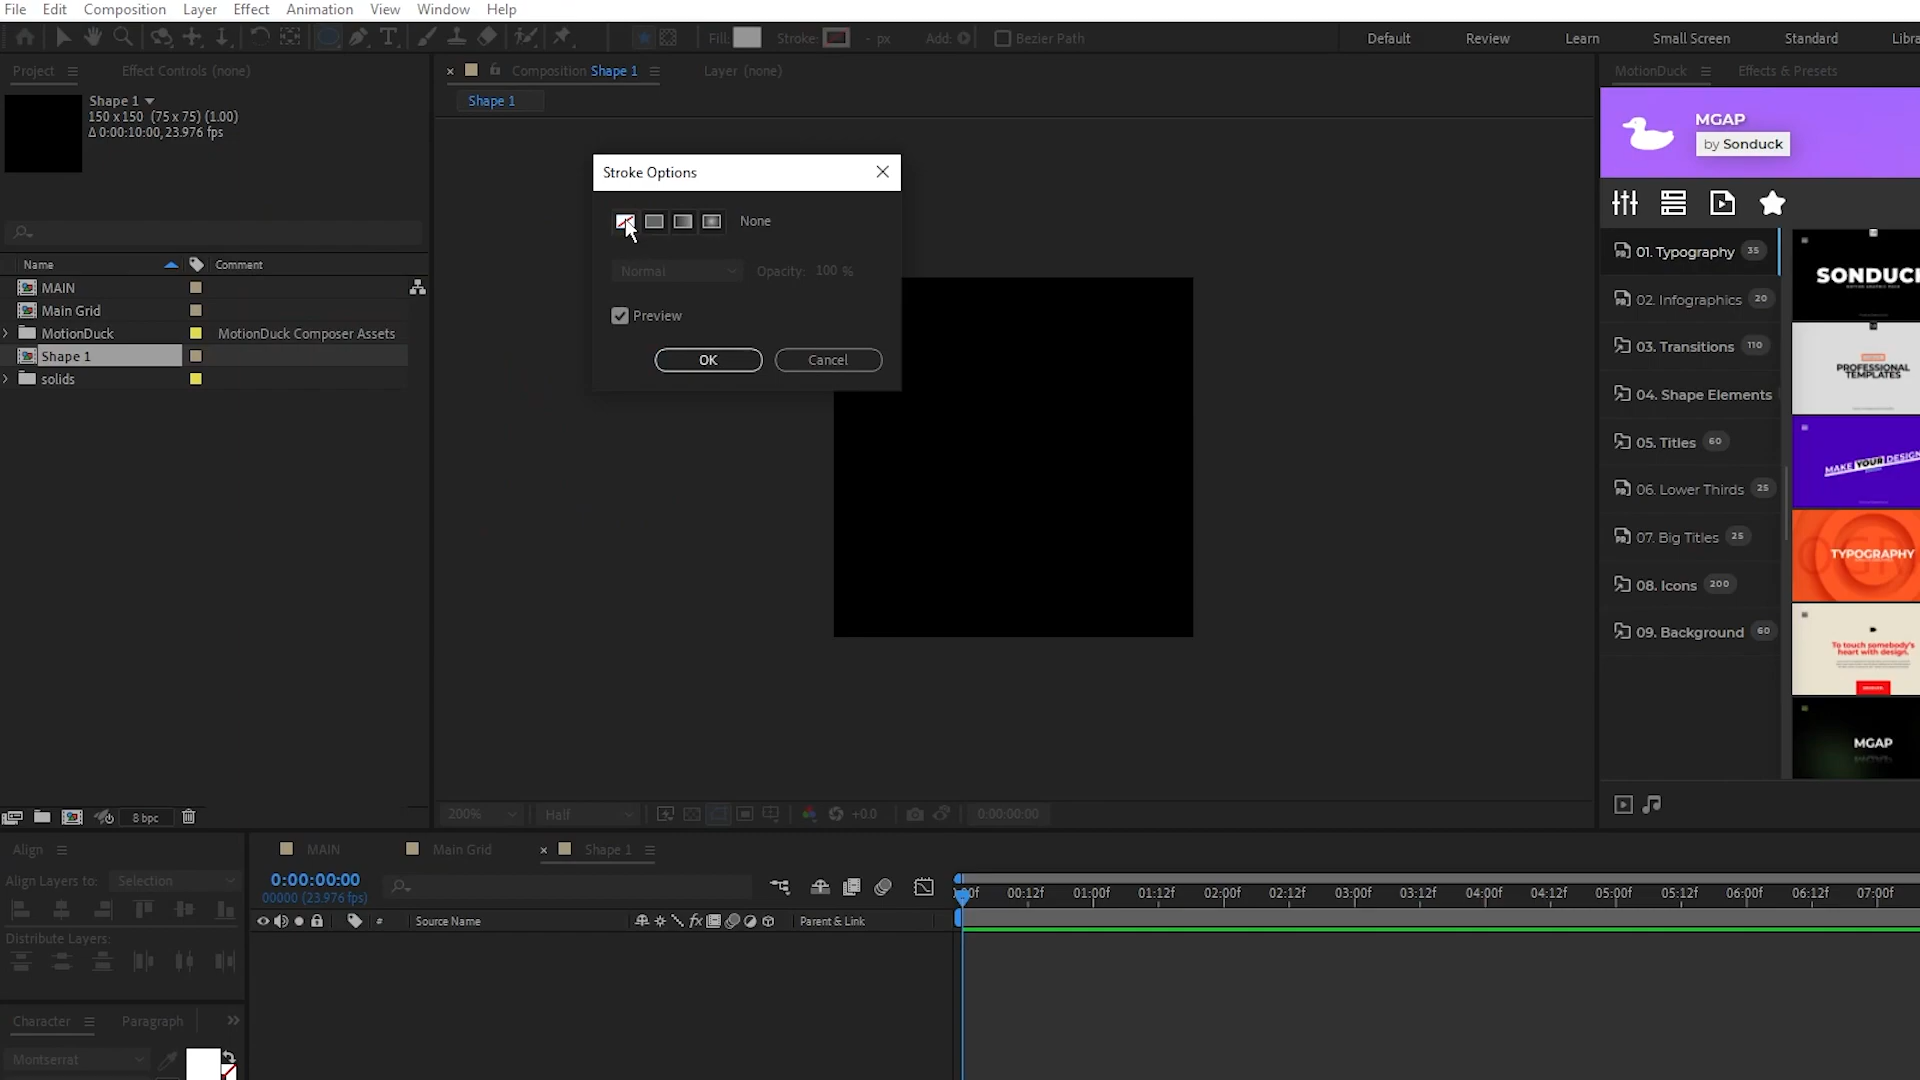 File Edit Composition Layer Effect Animation View Window Help
Fill: Stroke: - px Add: Bezier Path Default Review Learn Small Screen Standard Libra
Project Effect Controls (none)
Composition Shape 1 Layer (none)
MotionDuck Effects & Presets
Shape 1
150 x 150 (75 x 75) (1.00)
Δ 0:00:10:00, 23.976 fps
Shape 1
MGAP
by Sonduck
Stroke Options
None
Normal Opacity: 100 %
Preview
OK Cancel
Name Comment
MAIN
Main Grid
MotionDuck MotionDuck Composer Assets
Shape 1
solids
01. Typography 35
02. Infographics 20
03. Transitions 110
04. Shape Elements
05. Titles 60
06. Lower Thirds 25
07. Big Titles 25
08. Icons 200
09. Background 60
SONDUCK
PROFESSIONAL
TEMPLATES
MAKE YOUR DESIGN
TYPOGRAPHY
To touch somebody's
heart with design.
MGAP
8 bpc
200% Half +0.0 0:00:00:00
Align
Align Layers to: Selection
Distribute Layers:
MAIN Main Grid Shape 1
0:00:00:00
00000 (23.976 fps)
# Source Name fx Parent & Link
:00f 00:12f 01:00f 01:12f 02:00f 02:12f 03:00f 03:12f 04:00f 04:12f 05:00f 05:12f 06:00f 06:12f 07:00f
Character Paragraph
Montserrat